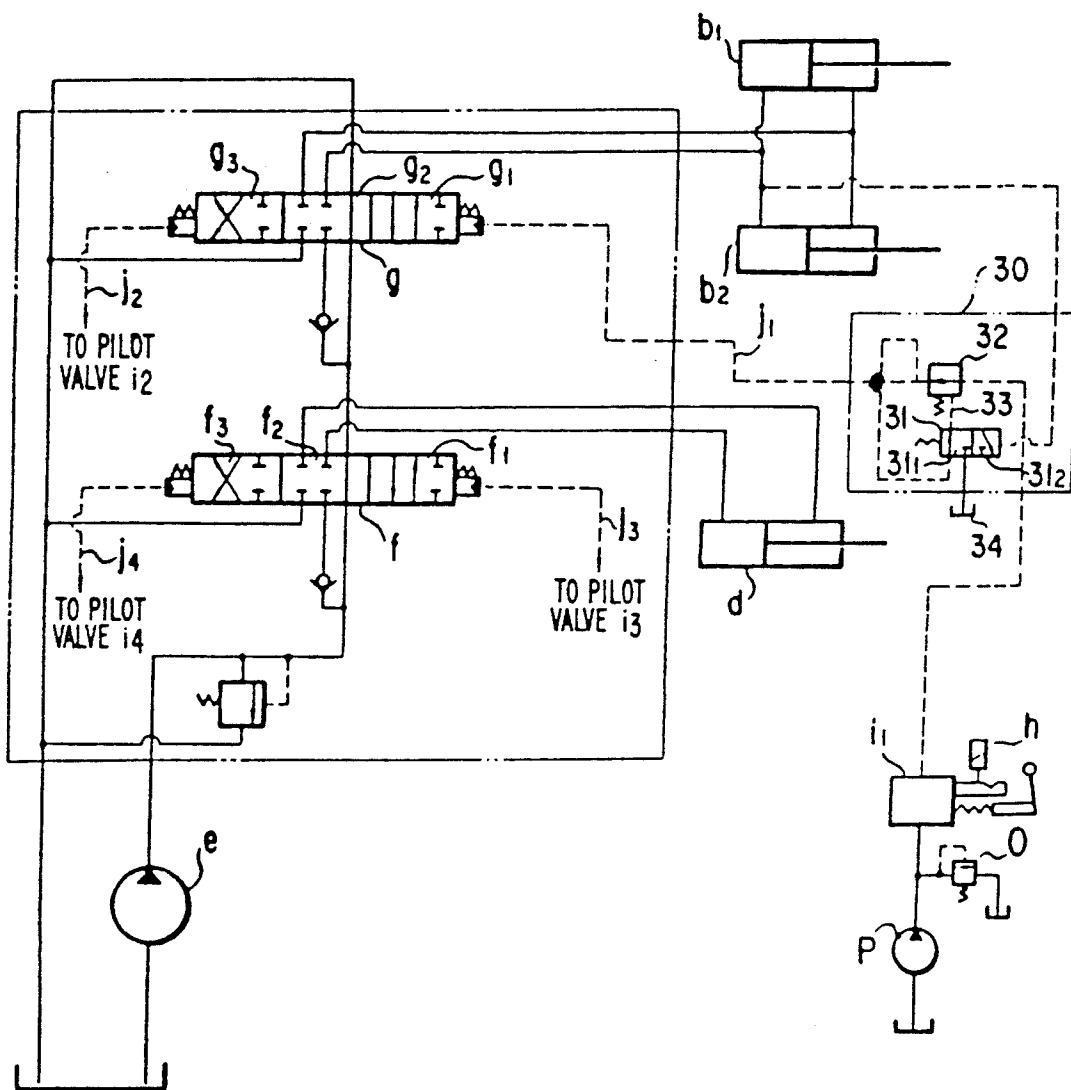 b1
g3
g2
g1
g
b2
30
j2
j1
32
TO PILOT
VALVE i2
33
31
f3
f2
f1
311
312
34
f
j3
j4
d
TO PILOT
VALVE i4
TO PILOT
VALVE i3
h
i1
O
e
P